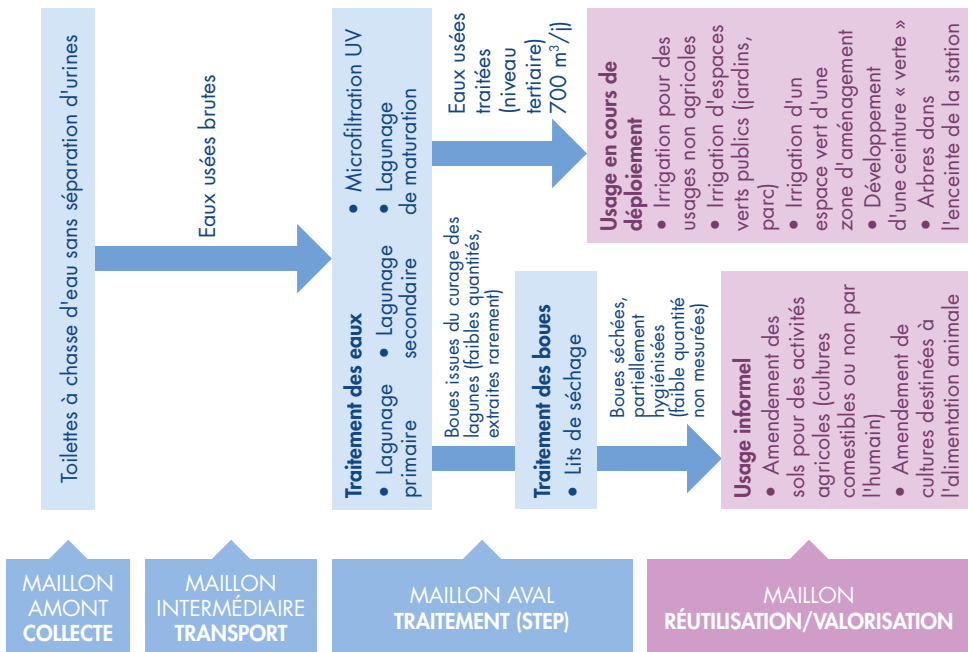 Toilettes à chasse d'eau sans séparation d'urines
Eaux usées brutes
Traitement des eaux
• Lagunage
primaire
• Lagunage
secondaire
• Microfiltration UV
• Lagunage
de maturation
Boues issues du curage des
lagunes (faibles quantités,
extraites rarement)
Eaux usées
traitées
(niveau
tertiaire)
700 m³/j)
Traitement des boues
• Lits de séchage
Boues séchées,
partiellement
hygiénisées
(faible quantité
non mesurées)
Usage informel
• Amendement des
sols pour des activités
agricoles (cultures
comestibles ou non par
l'humain)
• Amendement de
cultures destinées à
l'alimentation animale
Usage en cours de
déploiement
• Irrigation pour des
usages non agricoles
• Irrigation d'espaces
verts publics (jardins,
parc)
• Irrigation d'un
espace vert d'une
zone d'aménagement
• Développement
d'une ceinture « verte »
• Arbres dans
l'enceinte de la station
MAILLON
AMONT
COLLECTE
MAILLON
INTERMÉDIAIRE
TRANSPORT
MAILLON AVAL
TRAITEMENT (STEP)
MAILLON
RÉUTILISATION/VALORISATION